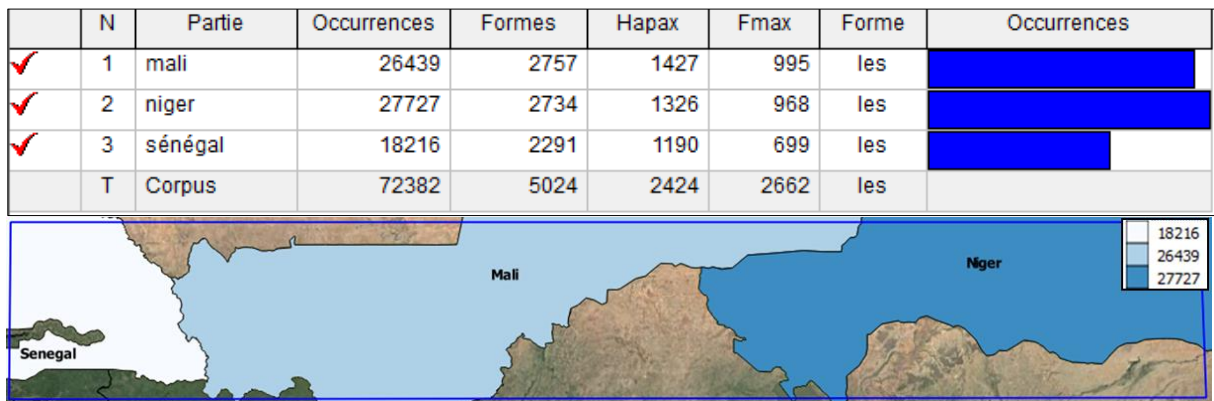 N Partie Occurrences Formes Hapax Fmax Forme Occurrences
1 mali 26439 2757 1427 995 les
2 niger 27727 2734 1326 968 les
3 sénégal 18216 2291 1190 699 les
T Corpus 72382 5024 2424 2662 les
18216
26439
27727
Mali
Niger
Senegal